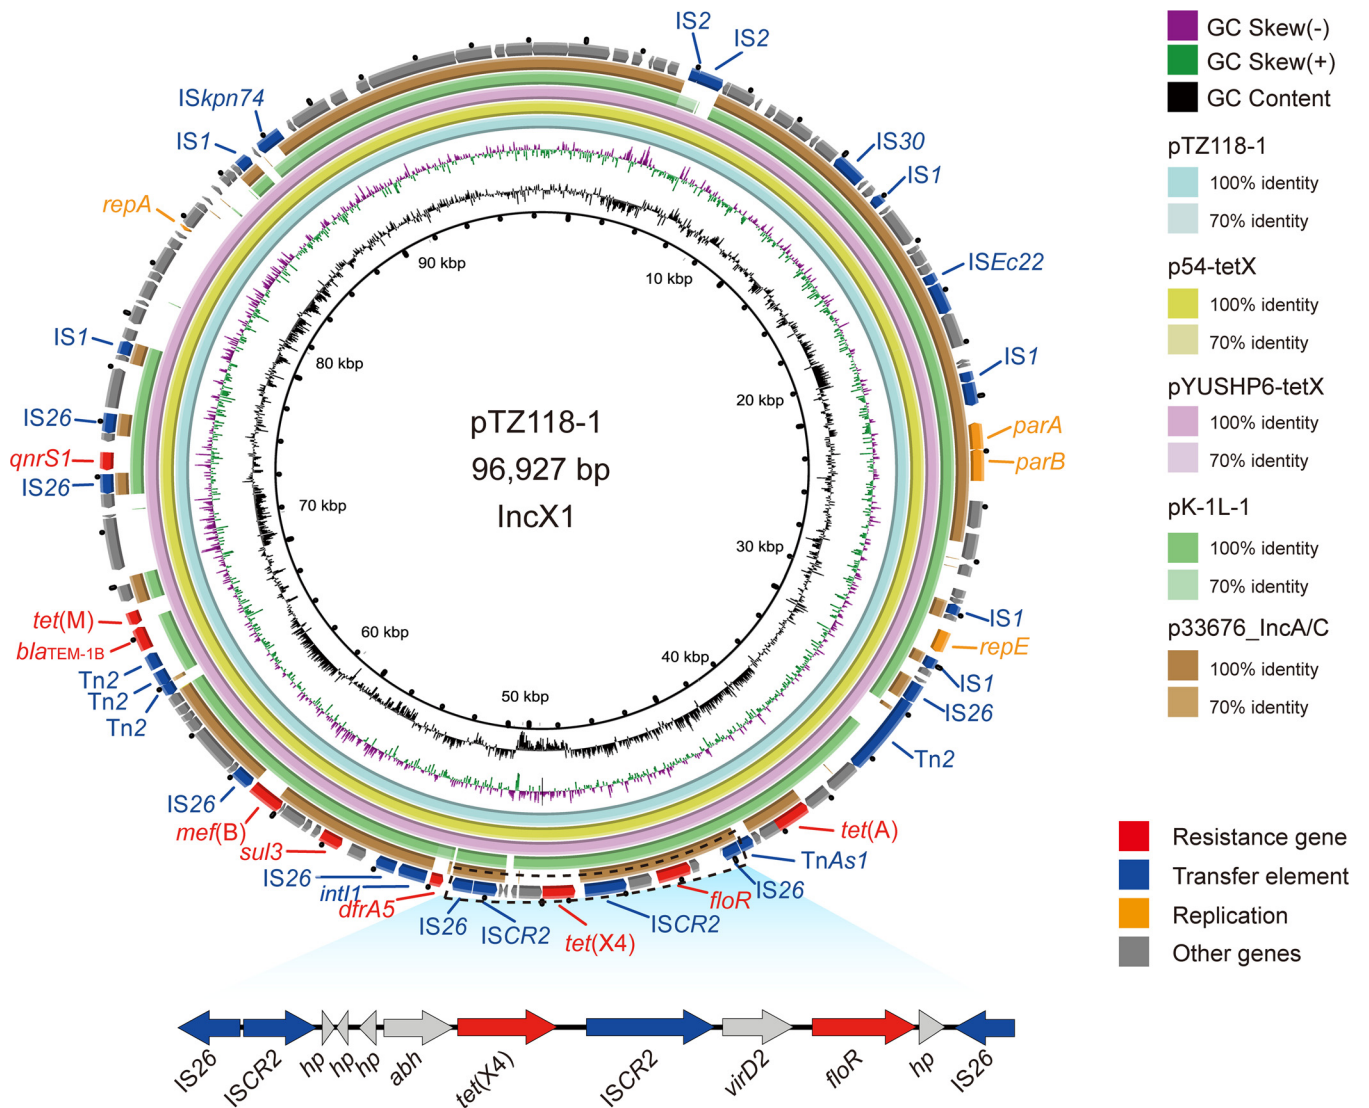 IS2
IS2
ISkpn74
IS1
repA
IS1
IS26
qnrS1
IS26
tet(M)
blaTEM-1B
Tn2
Tn2
Tn2
IS26
mef(B)
sul3
IS26
intI1
dfrA5
IS26
ISCR2
tet(X4)
ISCR2
floR
IS26
TnAs1
tet(A)
Tn2
IS26
IS1
repE
IS1
parB
parA
IS1
ISEc22
IS1
IS30
10 kbp
20 kbp
30 kbp
40 kbp
50 kbp
60 kbp
70 kbp
80 kbp
90 kbp
pTZ118-1
96,927 bp
IncX1
GC Skew(-)
GC Skew(+)
GC Content
pTZ118-1
100% identity
70% identity
p54-tetX
100% identity
70% identity
pYUSHP6-tetX
100% identity
70% identity
pK-1L-1
100% identity
70% identity
p33676_IncA/C
100% identity
70% identity
Resistance gene
Transfer element
Replication
Other genes
IS26
ISCR2
hp
hp
hp
abh
tet(X4)
ISCR2
virD2
floR
hp
IS26